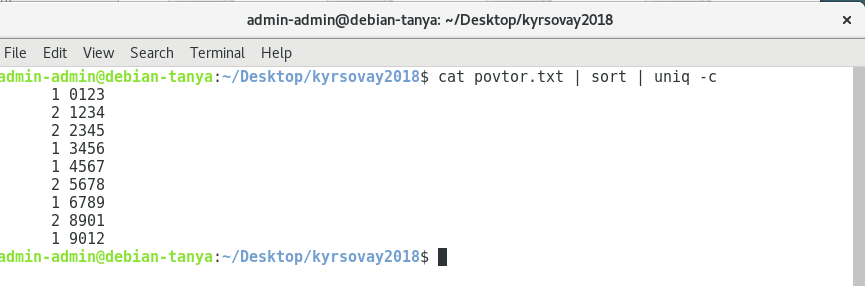 admin-admin@debian-tanya: ~/Desktop/kyrsovay2018
File Edit View Search Terminal Help
admin-admin@debian-tanya:~/Desktop/kyrsovay2018$ cat povtor.txt | sort | uniq -c
      1 0123
      2 1234
      2 2345
      1 3456
      1 4567
      2 5678
      1 6789
      2 8901
      1 9012
admin-admin@debian-tanya:~/Desktop/kyrsovay2018$